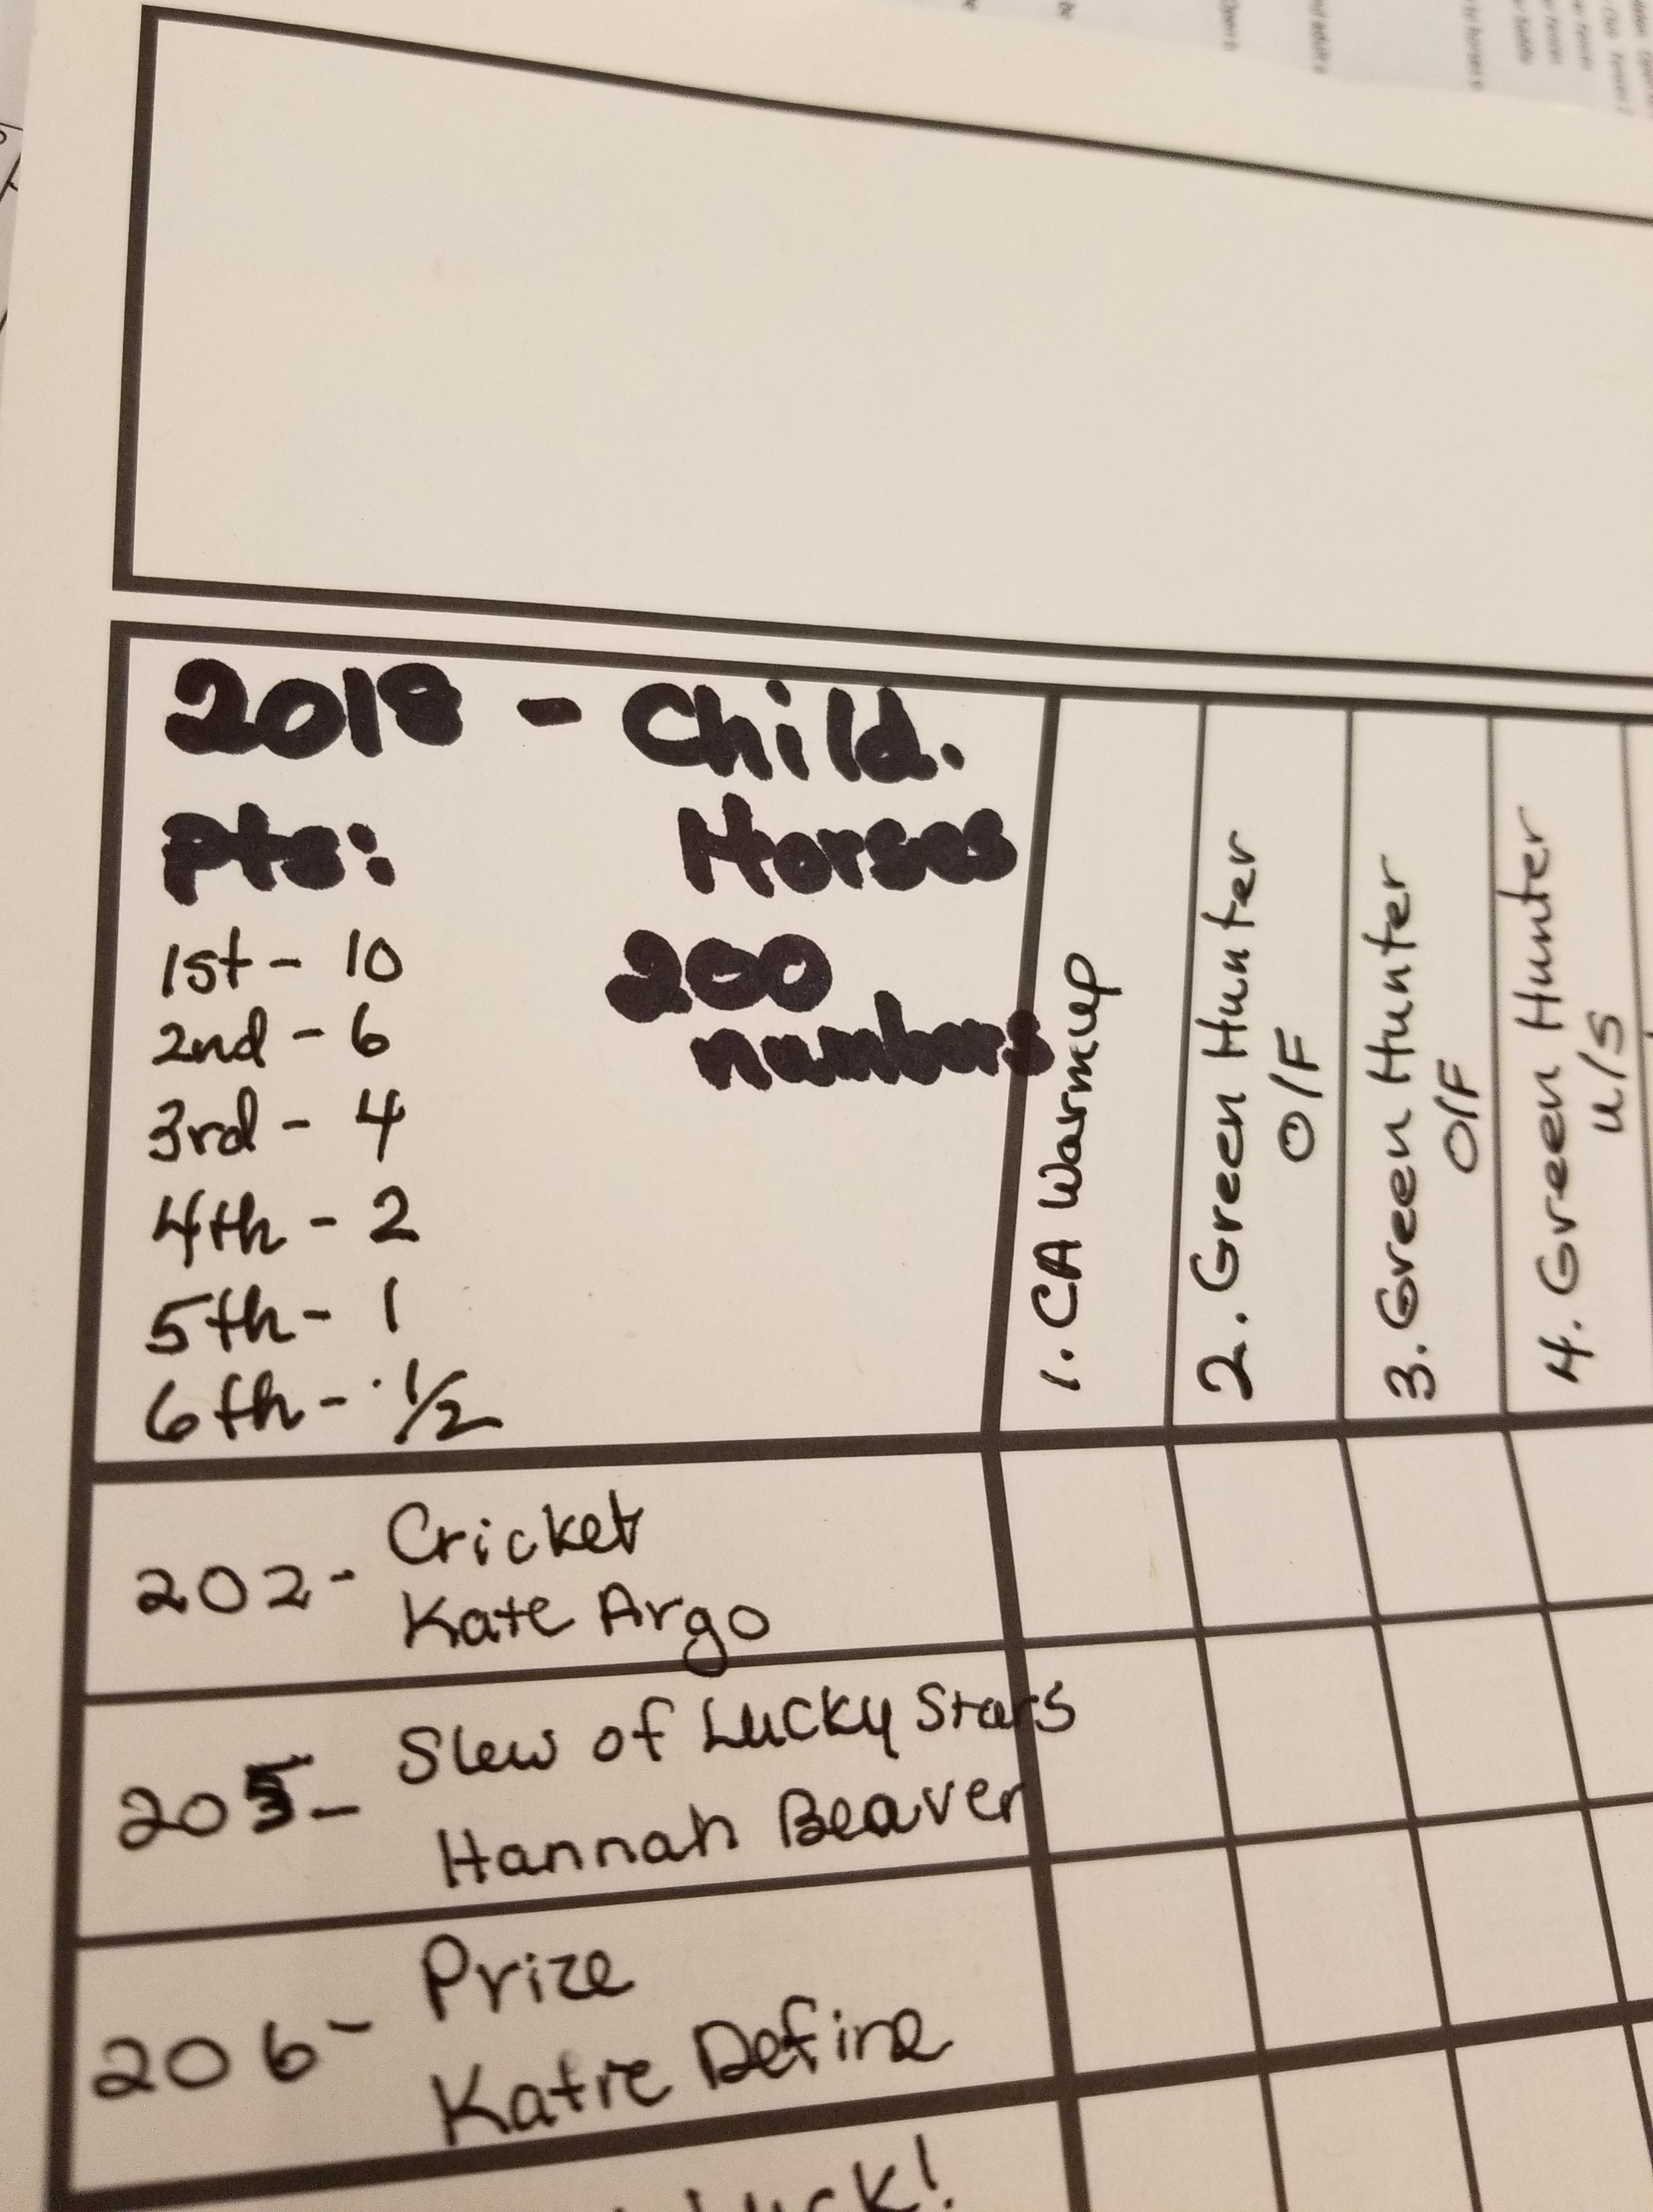 2018 - Child.
Pts: Horses
200
numbers
1st - 10
2nd - 6
3rd - 4
4th - 2
5th - 1
6th - 1/2
1. CA Warmup
2. Green Hunter
O/F
3. Green Hunter
O/F
4. Green Hunter
u/s
202 - Cricket
Kate Argo
205 - Slew of Lucky Stars
Hannah Beaver
206 - Prize
Katie Define